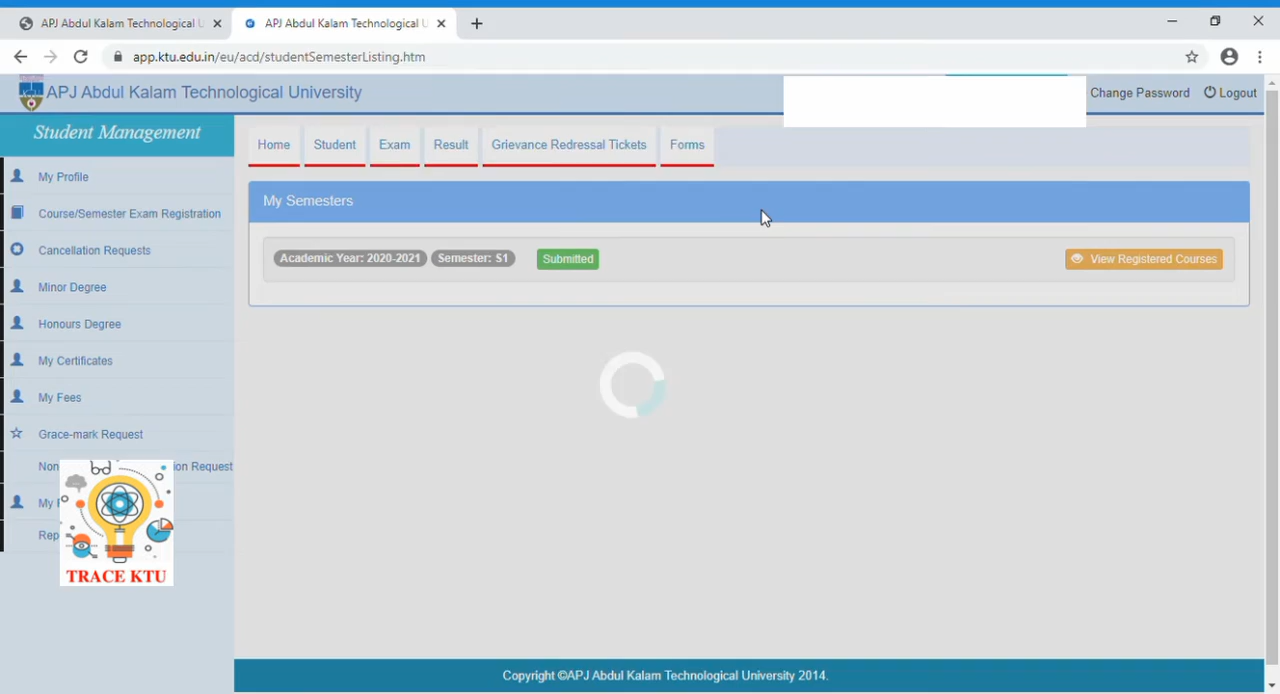 APJ Abdul Kalam Technological U
APJ Abdul Kalam Technological U
app.ktu.edu.in/eu/acd/studentSemesterListing.htm
APJ Abdul Kalam Technological University
Change Password
Logout
Student Management
Home
Student
Exam
Result
Grievance Redressal Tickets
Forms
My Profile
Course/Semester Exam Registration
Cancellation Requests
Minor Degree
Honours Degree
My Certificates
My Fees
Grace-mark Request
Request
My
My Semesters
Academic Year: 2020-2021 Semester: S1 Submitted View Registered Courses
TRACE KTU
Copyright ©APJ Abdul Kalam Technological University 2014.